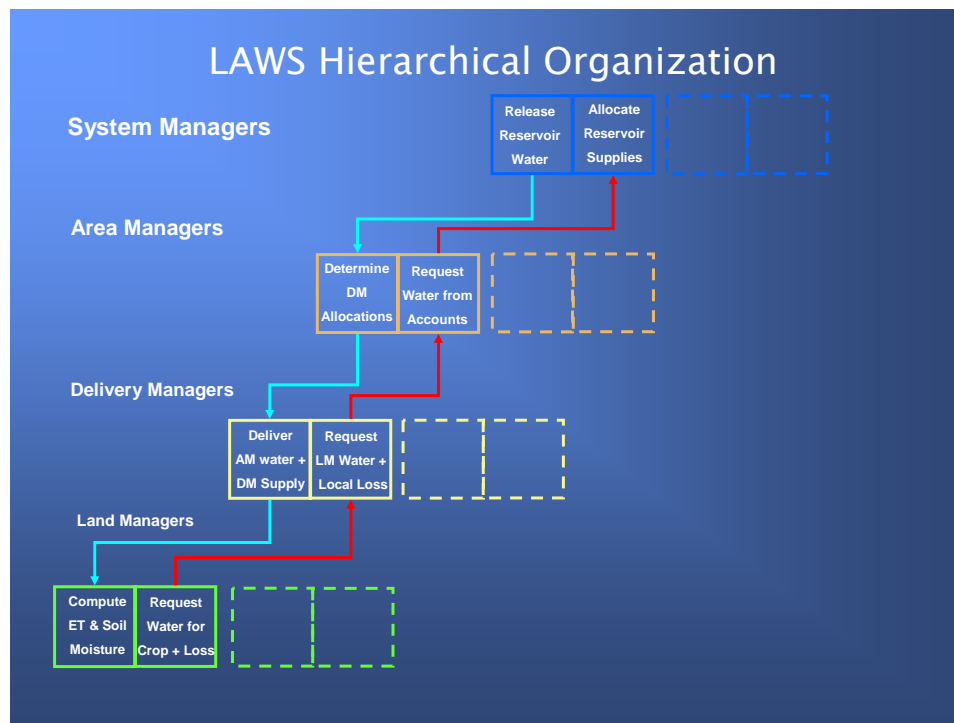 LAWS Hierarchical Organization
System Managers
Release
Reservoir
Water
Allocate
Reservoir
Supplies
Area Managers
Determine
DM
Allocations
Request
Water from
Accounts
Delivery Managers
Deliver
AM water +
DM Supply
Request
LM Water +
Local Loss
Land Managers
Compute
ET & Soil
Moisture
Request
Water for
Crop + Loss